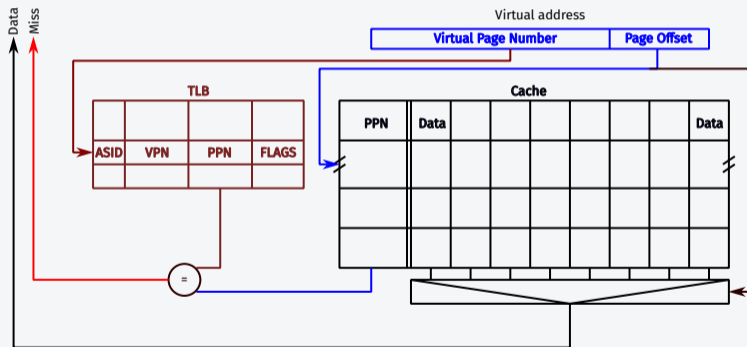 Data
Miss
Virtual address
Virtual Page Number
Page Offset
TLB
Cache
PPN
Data
Data
ASID
VPN
PPN
FLAGS
=